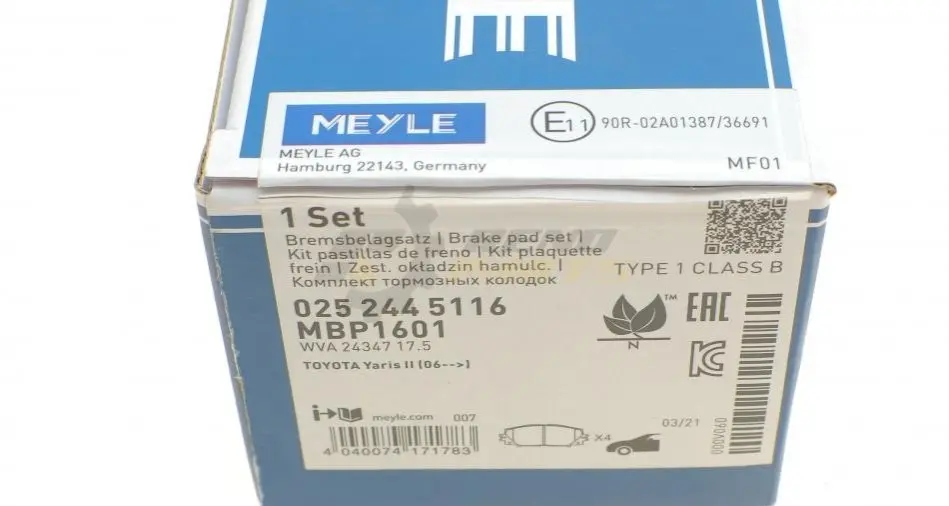 MEYLE
E11 90R-02A01387/36691
MEYLE AG
Hamburg 22143, Germany
MF01
1 Set
Bremsbelagsatz | Brake pad set |
Kit pastillas de freno | Kit plaquette
frein | Zest. okładzin hamulc. |
Комплект тормозных колодок
TYPE 1 CLASS B
025 244 5116
MBP1601
WVA 24347 17.5
TOYOTA Yaris II (06-->)
N
TM
EAC
meyle.com 007
4 040074 171783
X4
03/21